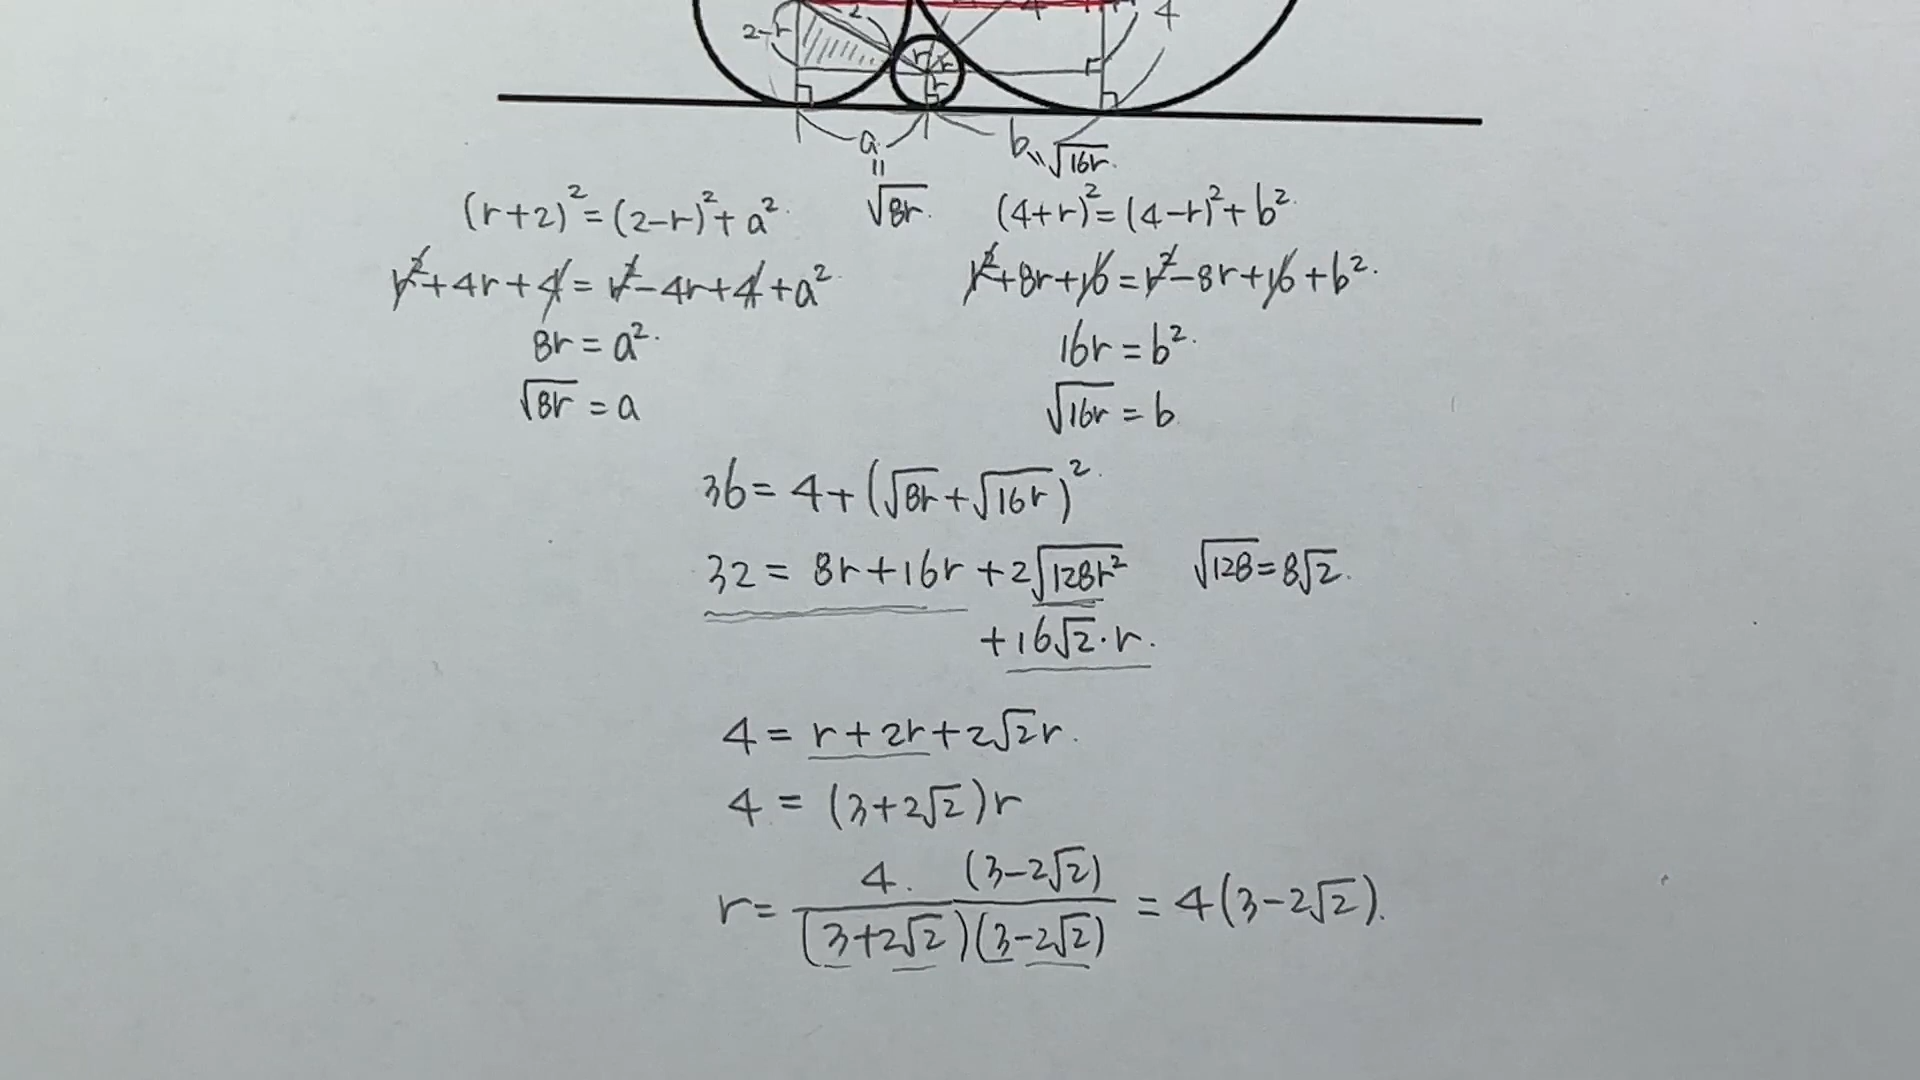 2-r 2 4 4
r r
r
a b
= = √16r.
(r+2)² = (2-r)² + a². √8r. (4+r)² = (4-r)² + b².
r²+4r+4 = r²-4r+4+a². r²+8r+16 = r²-8r+16+b².
8r = a². 16r = b².
√8r = a √16r = b.
36 = 4+(√8r+√16r)².
32 = 8r+16r+2√128r² √128=8√2.
+16√2·r.
4 = r+2r+2√2r.
4 = (3+2√2)r
4. (3-2√2)
r= = 4(3-2√2).
(3+2√2)(3-2√2)